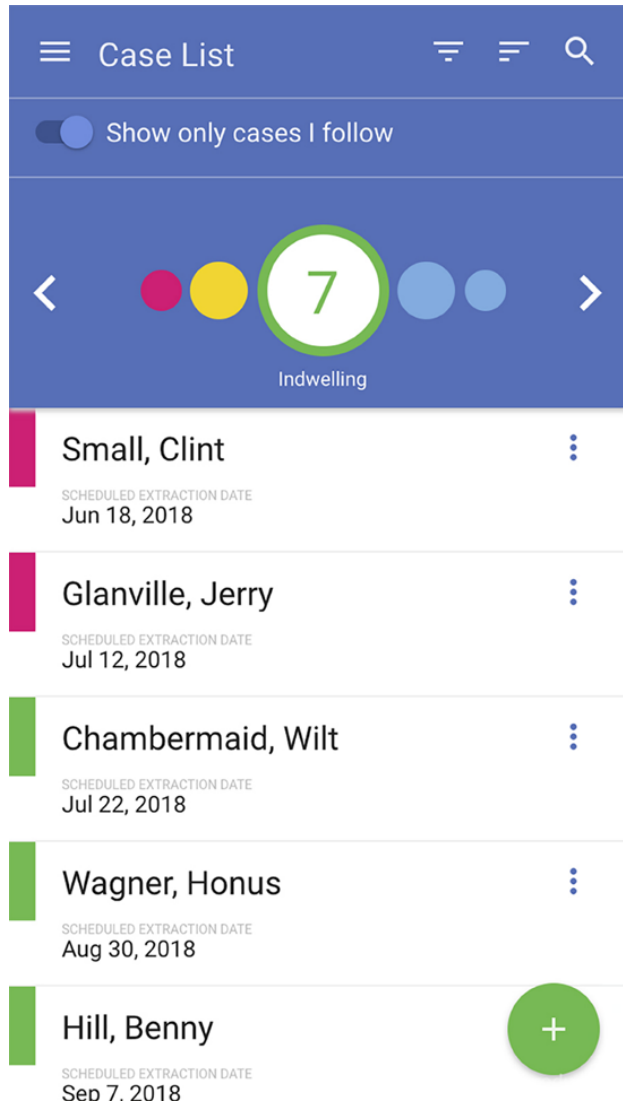 Case List
Show only cases I follow
7
Indwelling
Small, Clint
SCHEDULED EXTRACTION DATE
Jun 18, 2018
Glanville, Jerry
SCHEDULED EXTRACTION DATE
Jul 12, 2018
Chambermaid, Wilt
SCHEDULED EXTRACTION DATE
Jul 22, 2018
Wagner, Honus
SCHEDULED EXTRACTION DATE
Aug 30, 2018
Hill, Benny
SCHEDULED EXTRACTION DATE
Sep 7, 2018